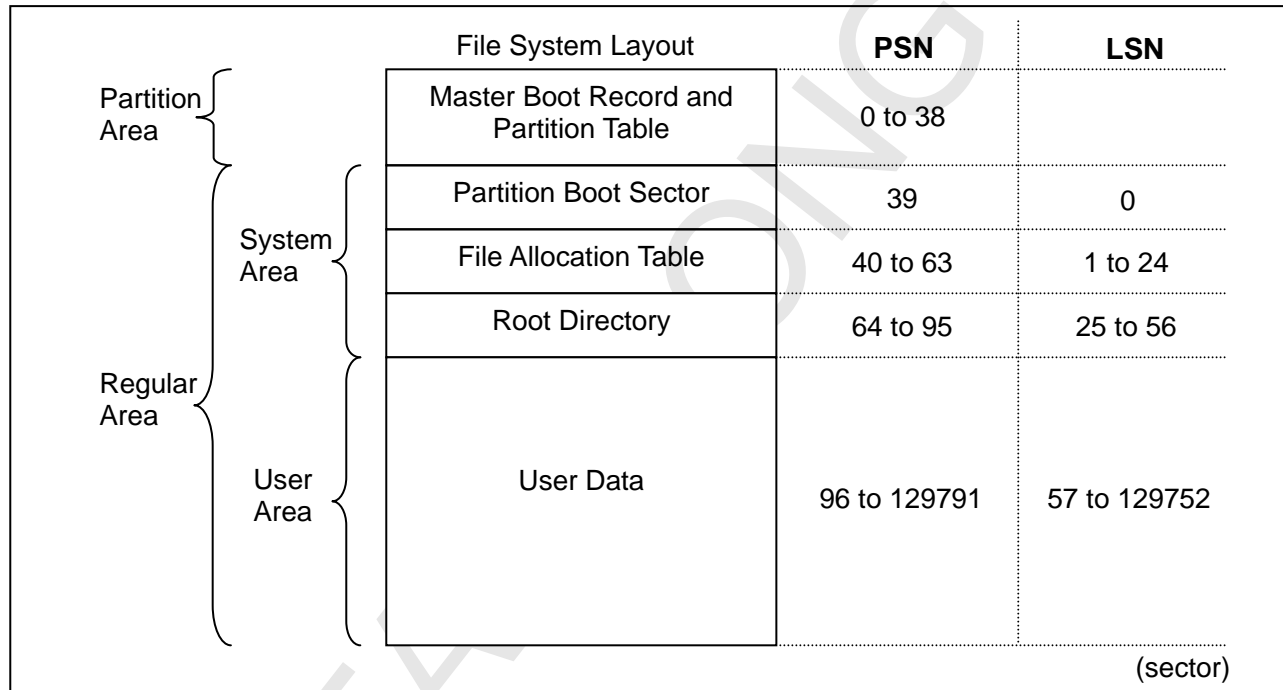 File System Layout PSN LSN
Partition
Area
Master Boot Record and
Partition Table
0 to 38
Partition Boot Sector 39 0
System
Area
File Allocation Table 40 to 63 1 to 24
Root Directory 64 to 95 25 to 56
Regular
Area
User
Area
User Data 96 to 129791 57 to 129752
(sector)